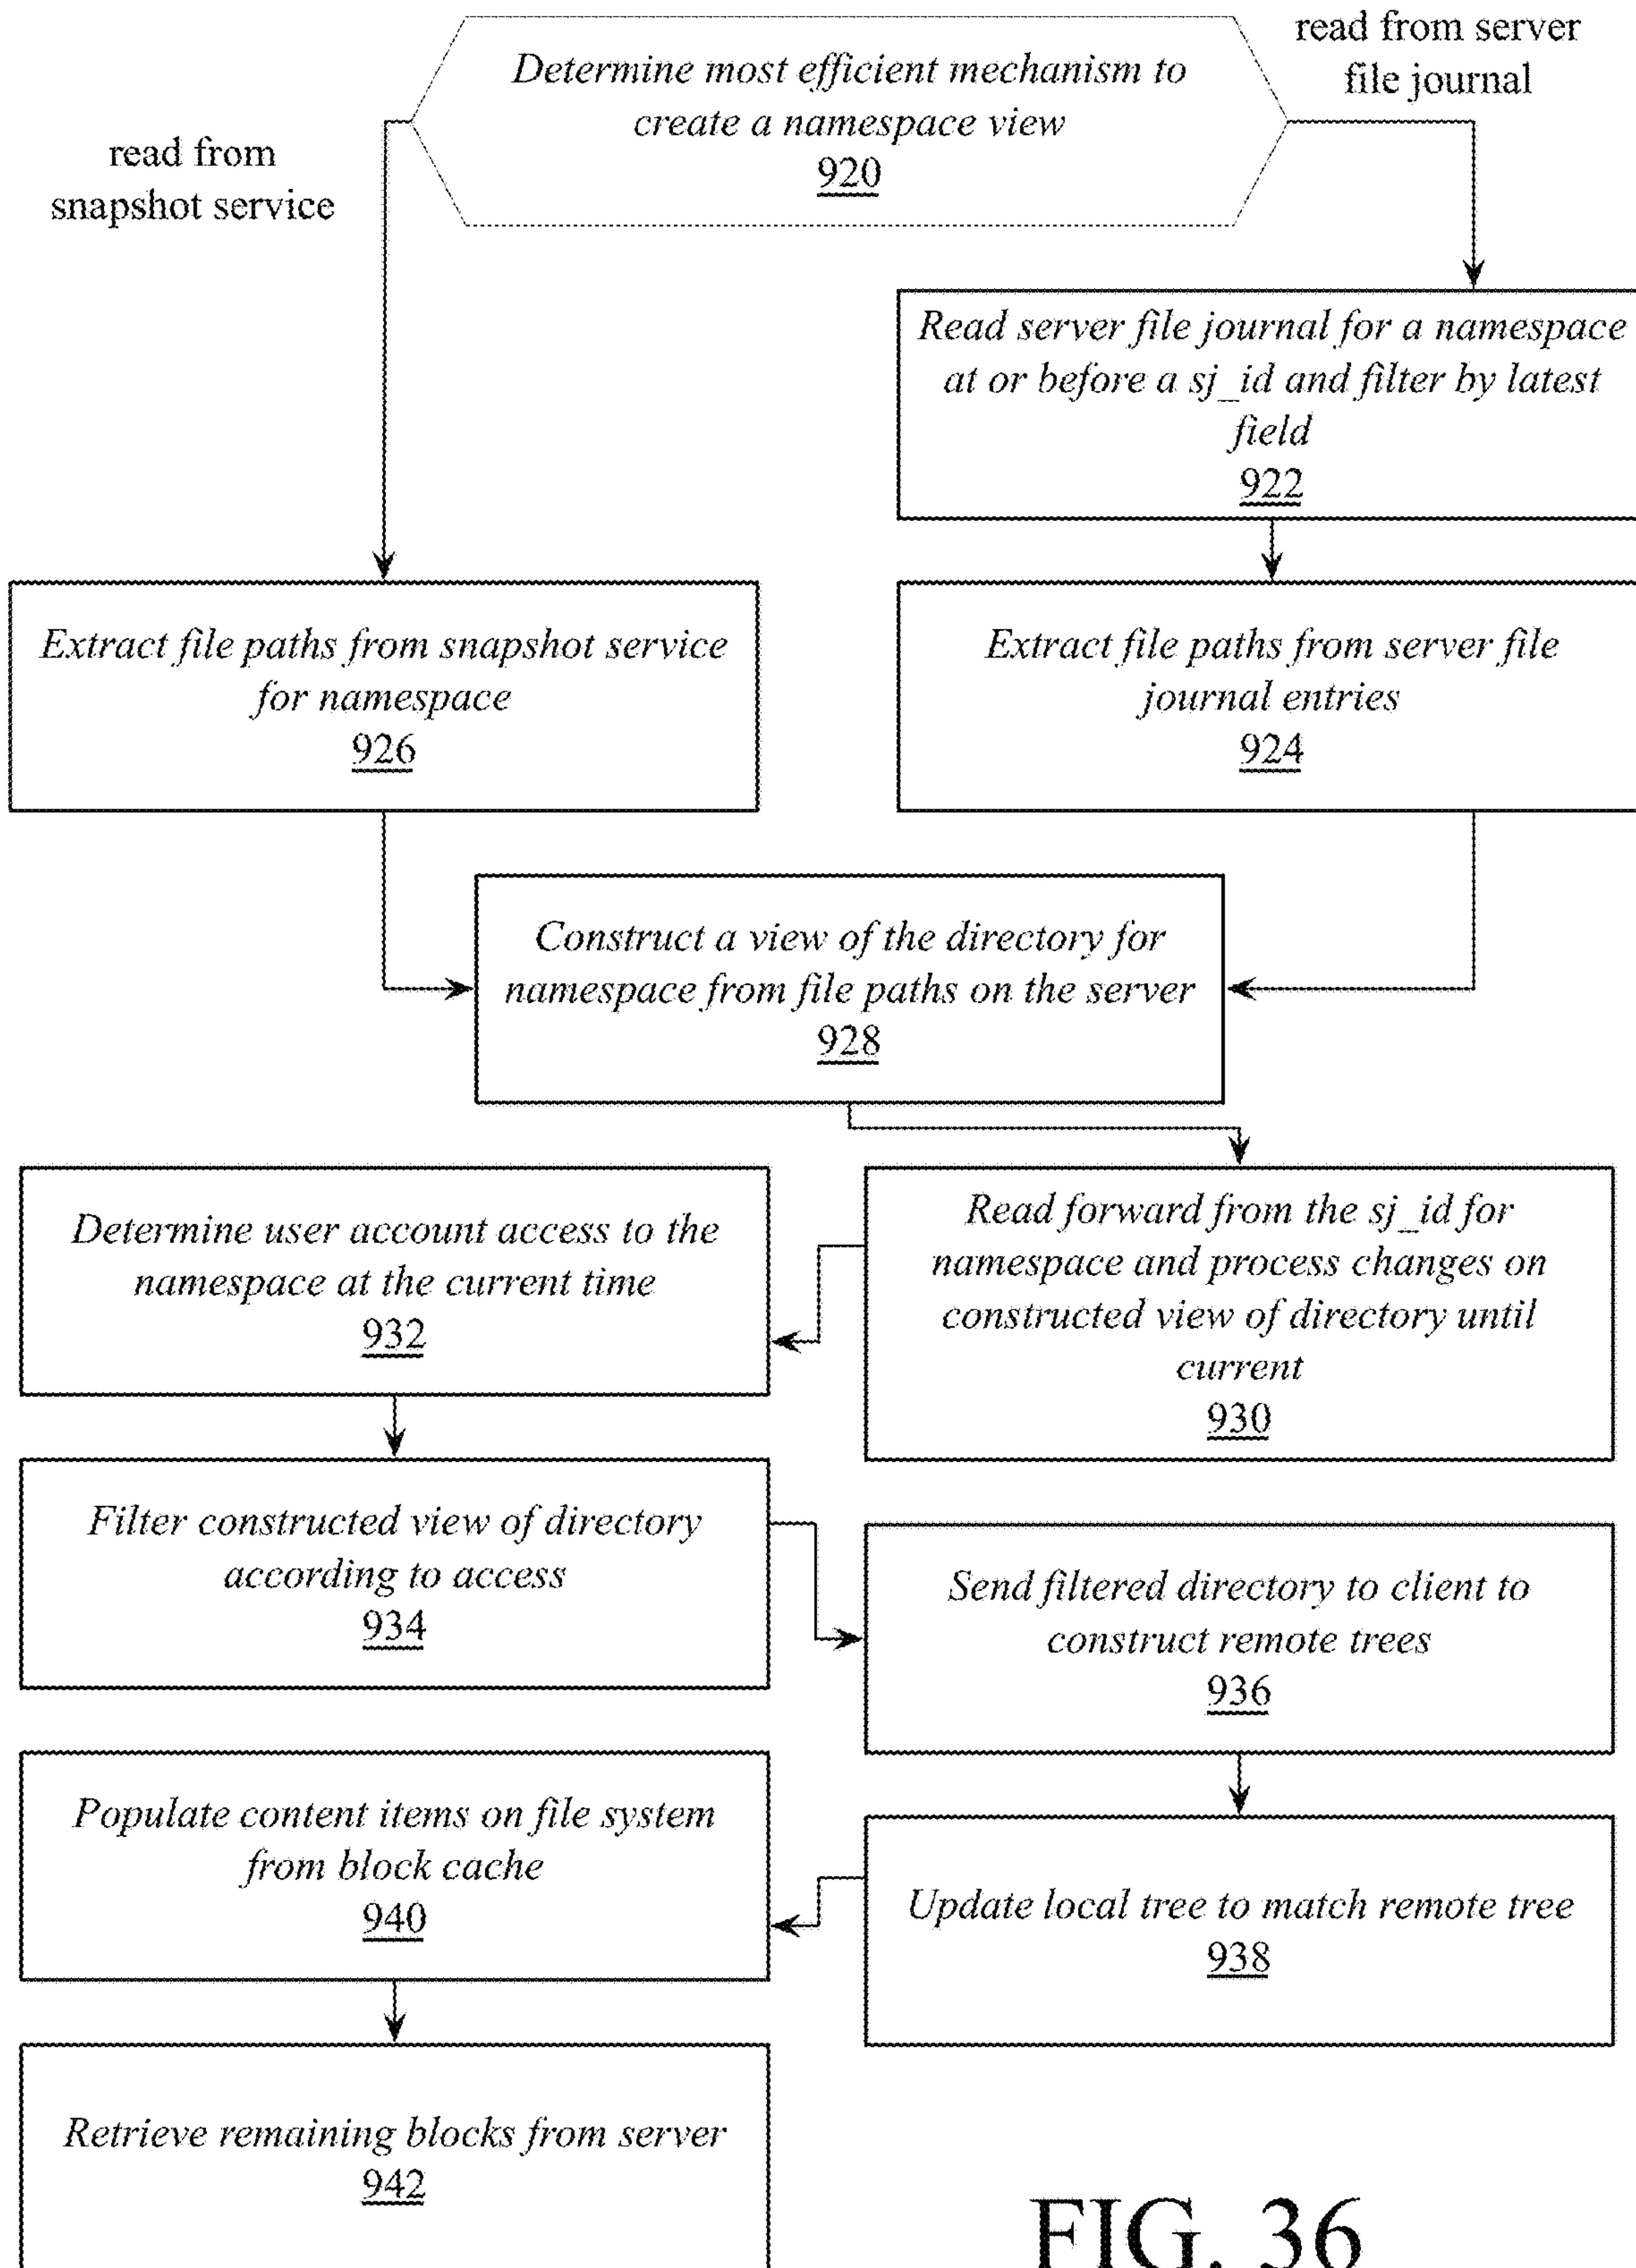 read from server
file journal
Determine most efficient mechanism to
create a namespace view
920
read from
snapshot service
Read server file journal for a namespace
at or before a sj_id and filter by latest
field
922
Extract file paths from snapshot service
for namespace
926
Extract file paths from server file
journal entries
924
Construct a view of the directory for
namespace from file paths on the server
928
Determine user account access to the
namespace at the current time
932
Read forward from the sj_id for
namespace and process changes on
constructed view of directory until
current
930
Filter constructed view of directory
according to access
934
Send filtered directory to client to
construct remote trees
936
Populate content items on file system
from block cache
940
Update local tree to match remote tree
938
Retrieve remaining blocks from server
942
FIG. 36